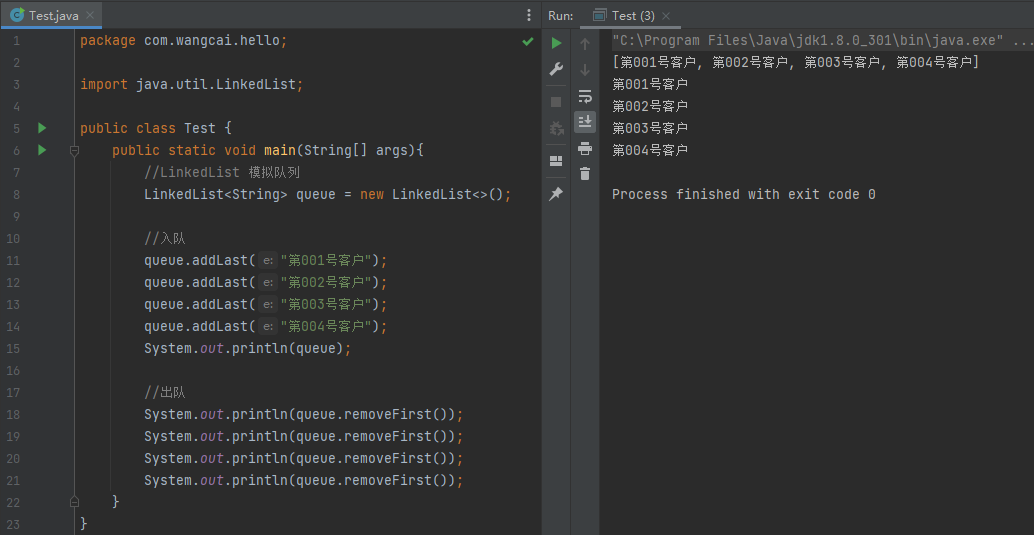 Test.java
1 package com.wangcai.hello;
2
3 import java.util.LinkedList;
4
5 public class Test {
6 public static void main(String[] args){
7 //LinkedList 模拟队列
8 LinkedList<String> queue = new LinkedList<>();
9
10 //入队
11 queue.addLast( e: "第001号客户");
12 queue.addLast( e: "第002号客户");
13 queue.addLast( e: "第003号客户");
14 queue.addLast( e: "第004号客户");
15 System.out.println(queue);
16
17 //出队
18 System.out.println(queue.removeFirst());
19 System.out.println(queue.removeFirst());
20 System.out.println(queue.removeFirst());
21 System.out.println(queue.removeFirst());
22 }
23 }
Run: Test (3)
"C:\Program Files\Java\jdk1.8.0_301\bin\java.exe" ...
[第001号客户, 第002号客户, 第003号客户, 第004号客户]
第001号客户
第002号客户
第003号客户
第004号客户
Process finished with exit code 0